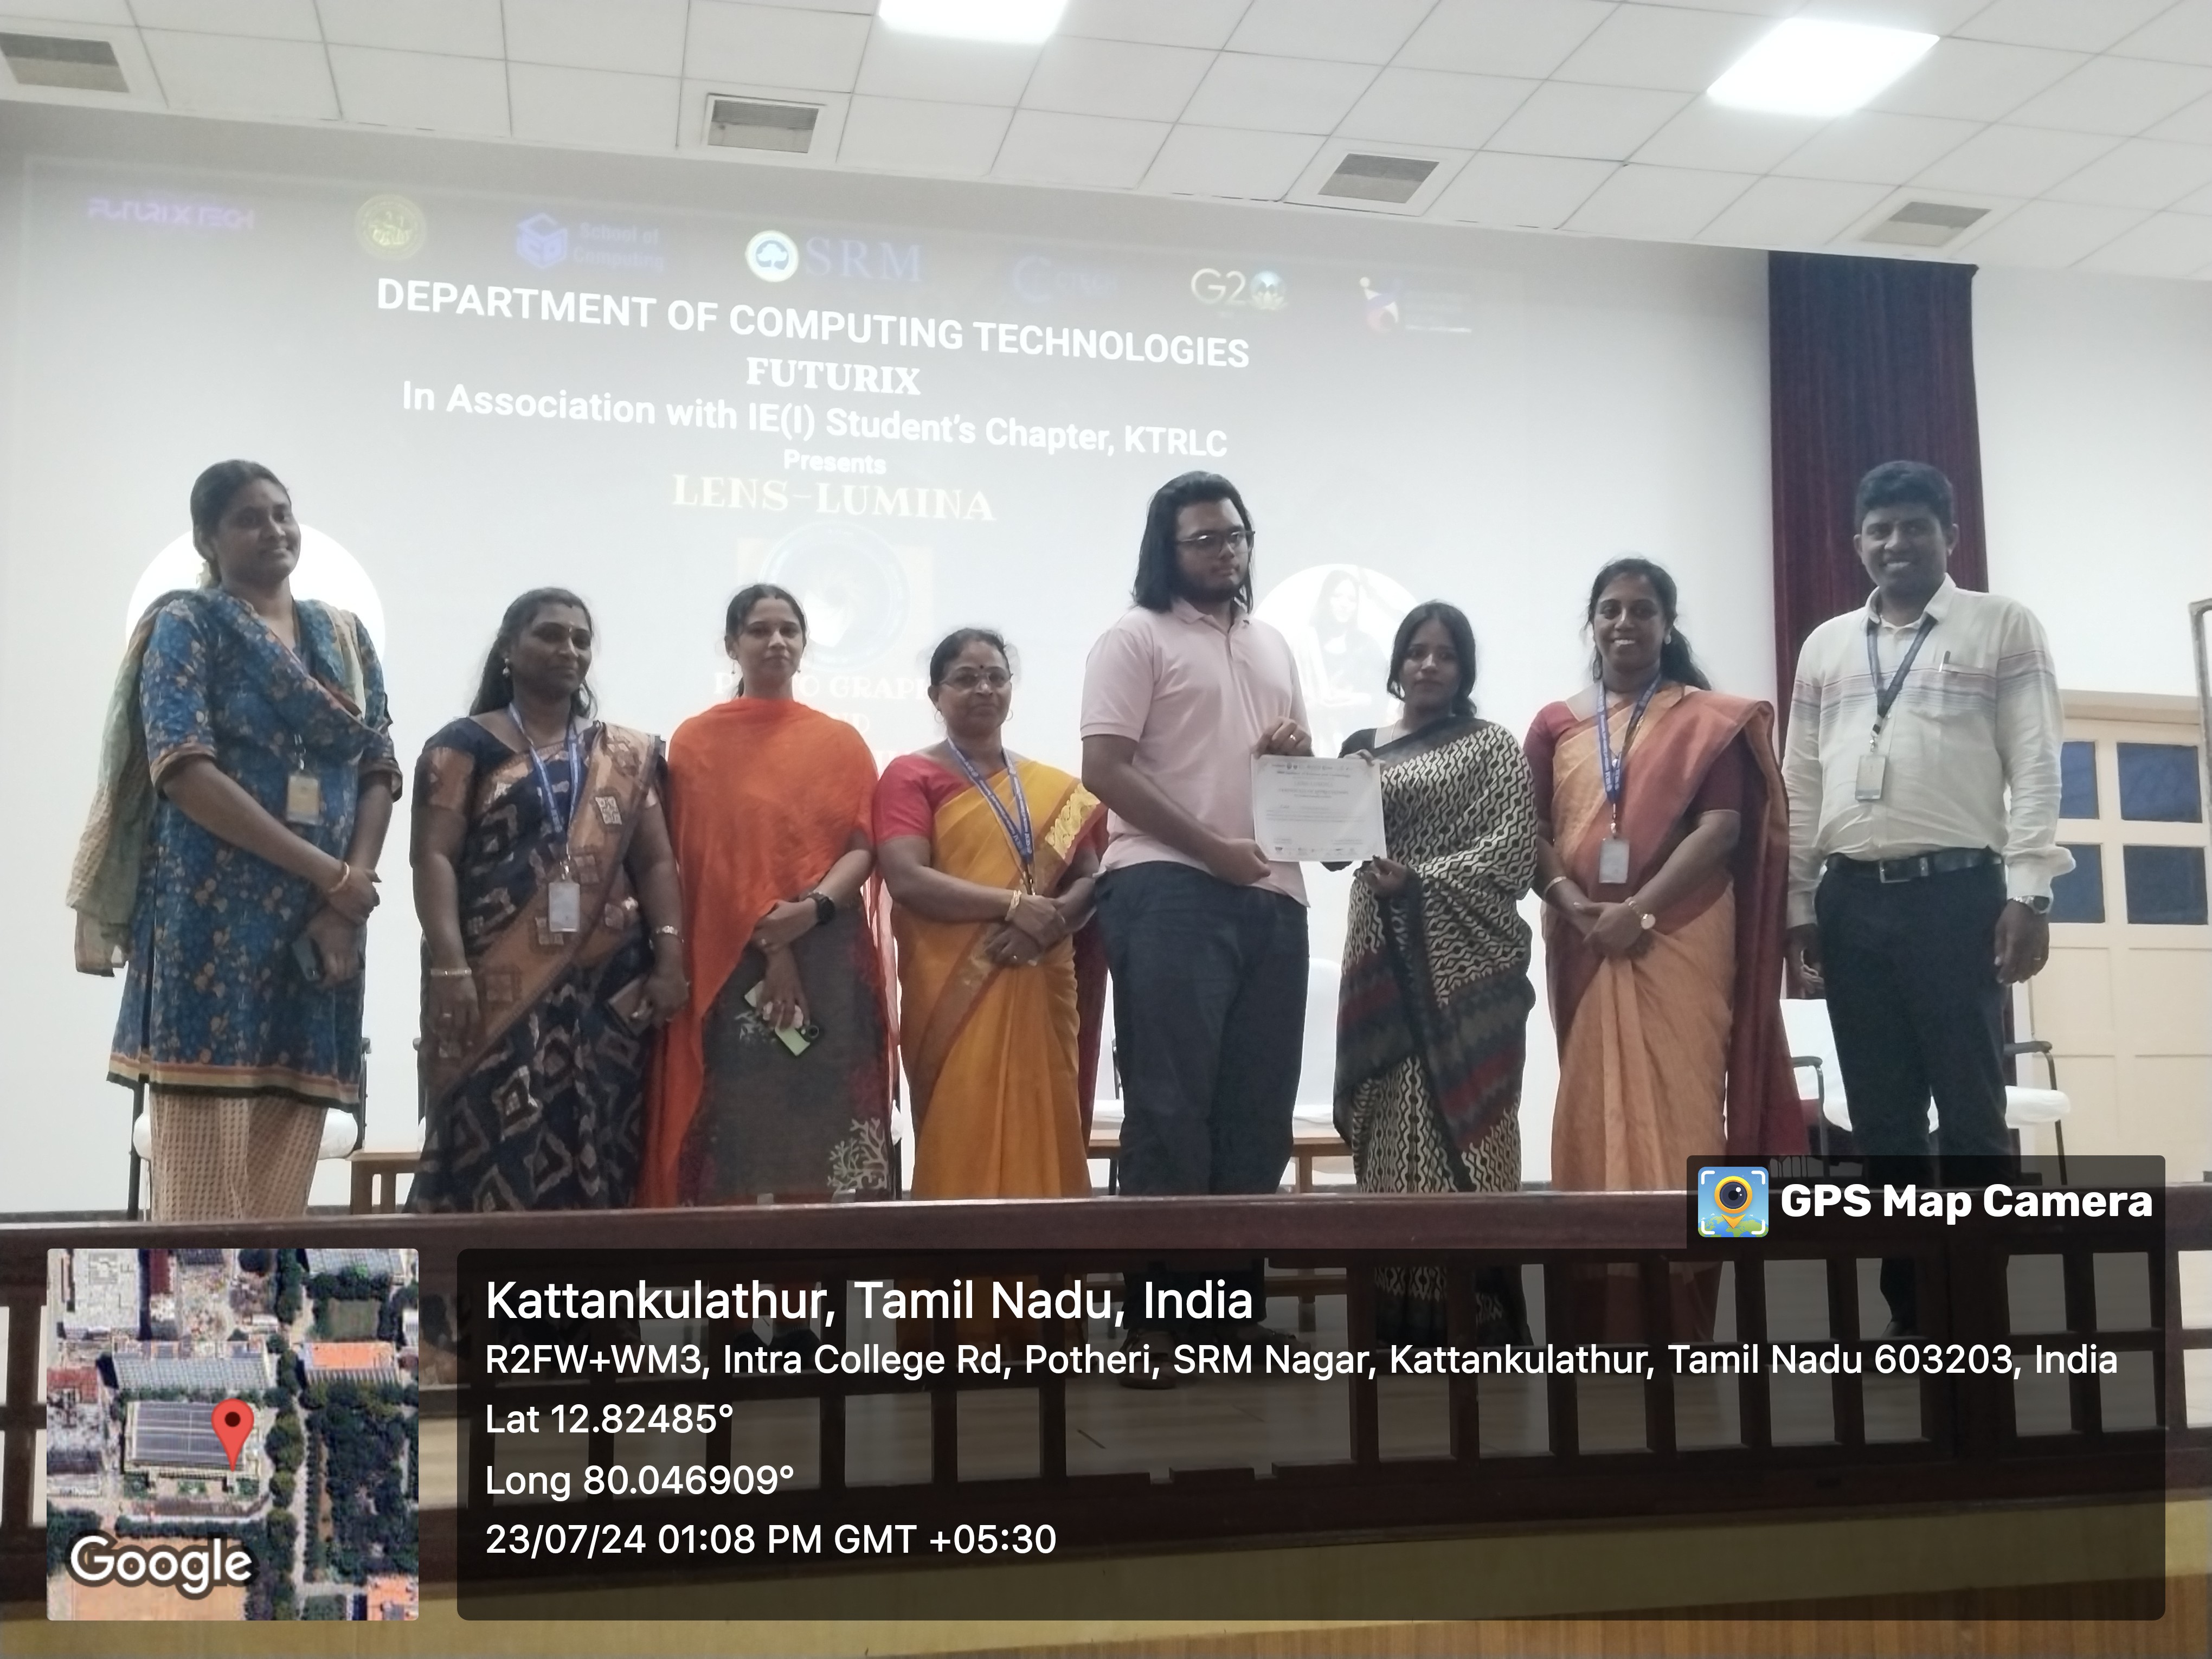 FUTURIX TECH
School of
Computing
SRM
CTECH
G20
DEPARTMENT OF COMPUTING TECHNOLOGIES
FUTURIX
In Association with IE(I) Student's Chapter, KTRLC
Presents
LENS-LUMINA
GPS Map Camera
Kattankulathur, Tamil Nadu, India
R2FW+WM3, Intra College Rd, Potheri, SRM Nagar, Kattankulathur, Tamil Nadu 603203, India
Lat 12.82485°
Long 80.046909°
23/07/24 01:08 PM GMT +05:30
Google